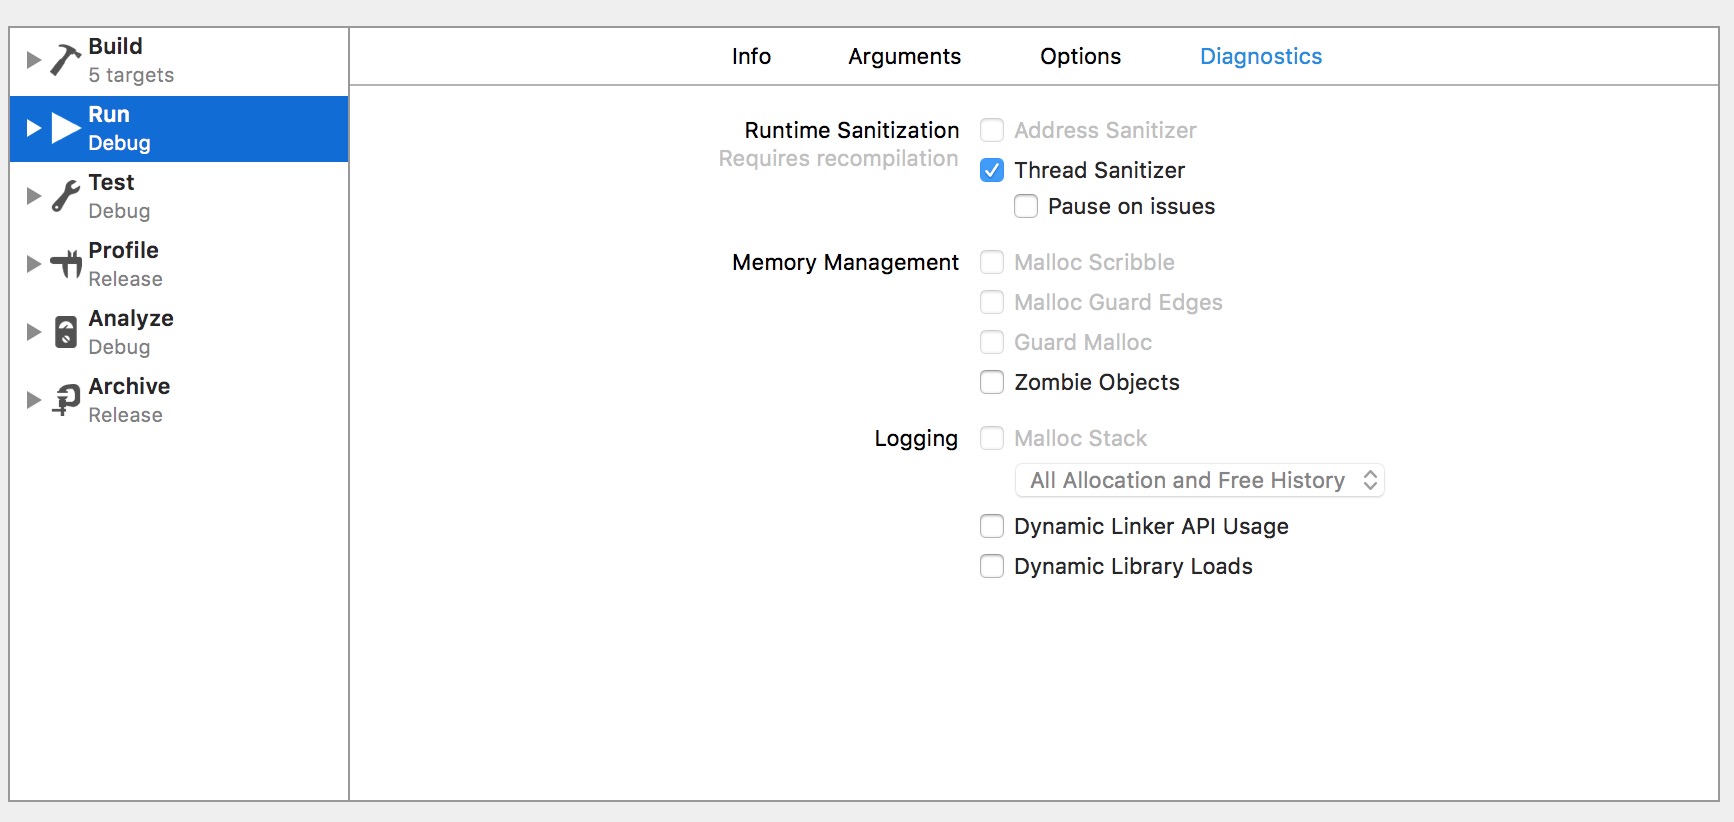 Build
5 targets
Run
Debug
Test
Debug
Profile
Release
Analyze
Debug
Archive
Release
Info Arguments Options Diagnostics
Runtime Sanitization Address Sanitizer
Requires recompilation
Thread Sanitizer
Pause on issues
Memory Management Malloc Scribble
Malloc Guard Edges
Guard Malloc
Zombie Objects
Logging Malloc Stack
All Allocation and Free History
Dynamic Linker API Usage
Dynamic Library Loads